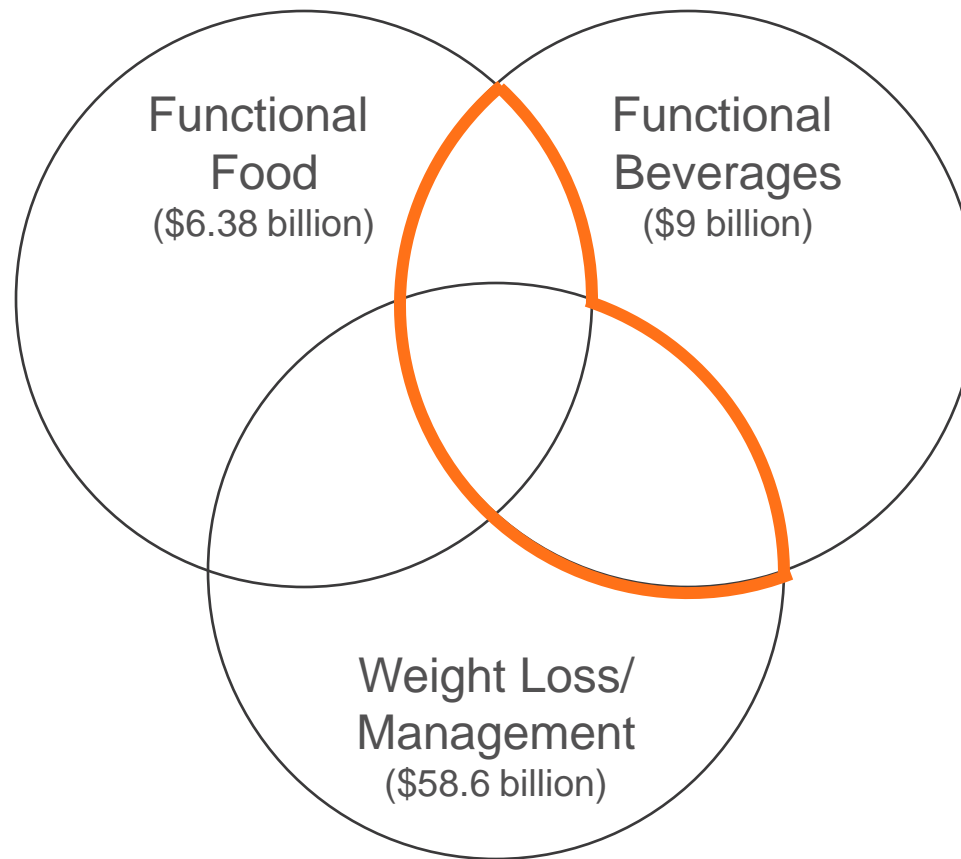 Functional
Food
($6.38 billion)
Functional
Beverages
($9 billion)
Weight Loss/
Management
($58.6 billion)